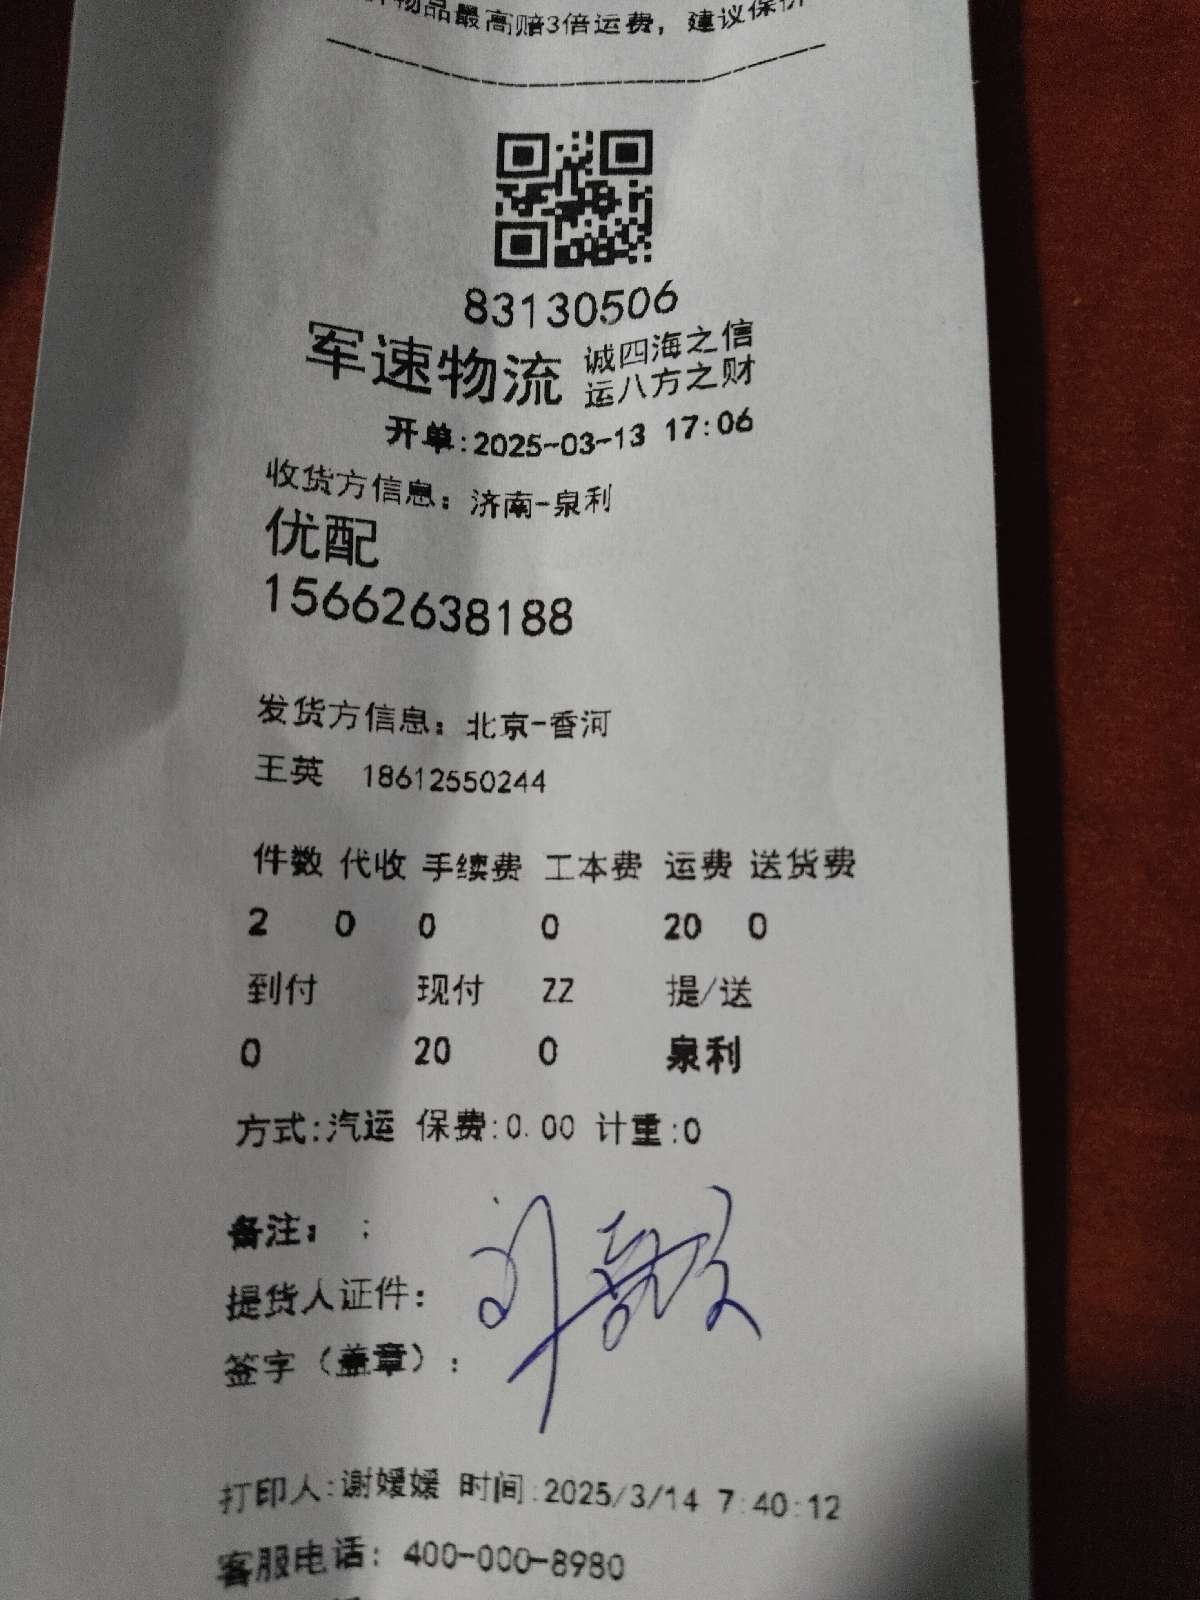 物品最高赔3倍运费，建议保价
83130506
军速物流 诚四海之信
运八方之财
开单:2025-03-13 17:06
收货方信息：济南-泉利
优配
15662638188
发货方信息：北京-香河
王英 18612550244
件数 代收 手续费 工本费 运费 送货费
2 0 0 0 20 0
到付 现付 ZZ 提/送
0 20 0 泉利
方式:汽运 保费:0.00 计重:0
备注： ;
提货人证件：
签字（盖章）：
打印人:谢媛媛 时间:2025/3/14 7:40:12
客服电话：400-000-8980